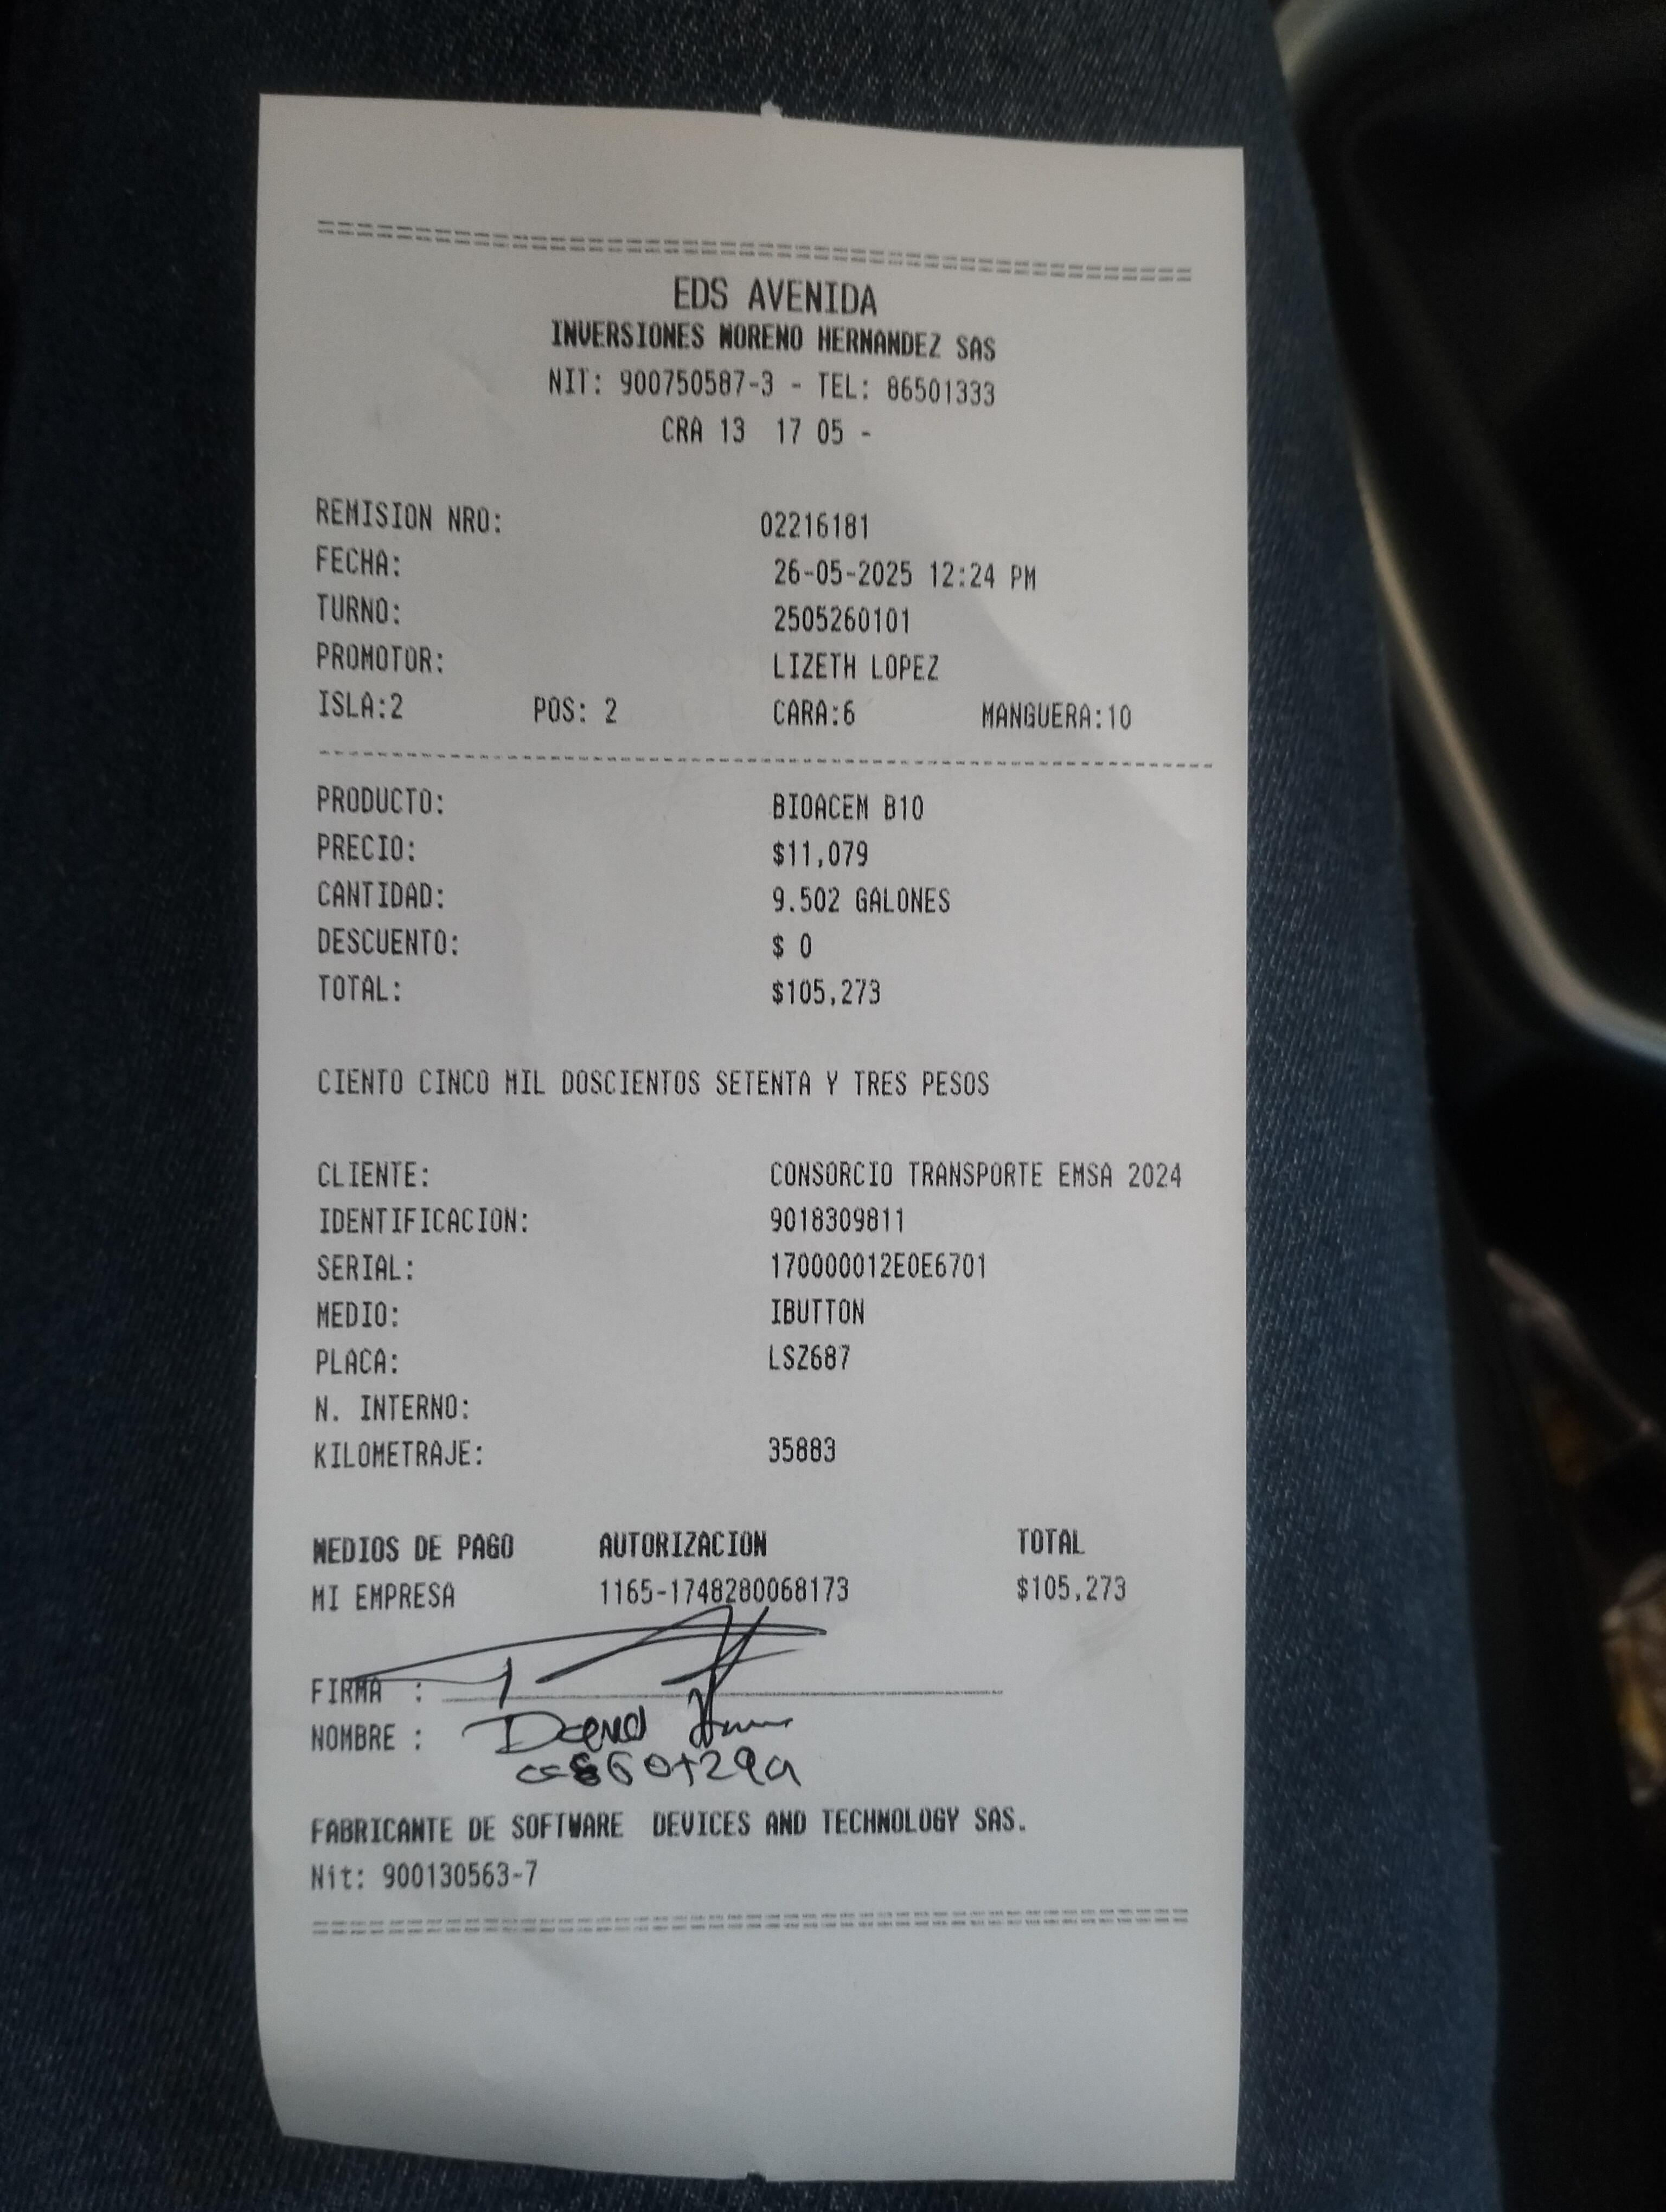 EDS AVENIDA
INVERSIONES MORENO HERNANDEZ SAS
NIT: 900750587-3 - TEL: 86501333
CRA 13 17 05 -
REMISION NRO: 02216181
FECHA: 26-05-2025 12:24 PM
TURNO: 2505260101
PROMOTOR: LIZETH LOPEZ
ISLA:2 POS: 2 CARA:6 MANGUERA:10
PRODUCTO: BIOACEM B10
PRECIO: $11,079
CANTIDAD: 9.502 GALONES
DESCUENTO: $ 0
TOTAL: $105,273
CIENTO CINCO MIL DOSCIENTOS SETENTA Y TRES PESOS
CLIENTE: CONSORCIO TRANSPORTE EMSA 2024
IDENTIFICACION: 9018309811
SERIAL: 170000012E0E6701
MEDIO: IBUTTON
PLACA: LSZ687
N. INTERNO:
KILOMETRAJE: 35883
MEDIOS DE PAGO AUTORIZACION TOTAL
MI EMPRESA 1165-1748280068173 $105,273
FIRMA :
NOMBRE :
FABRICANTE DE SOFTWARE DEVICES AND TECHNOLOGY SAS.
Nit: 900130563-7